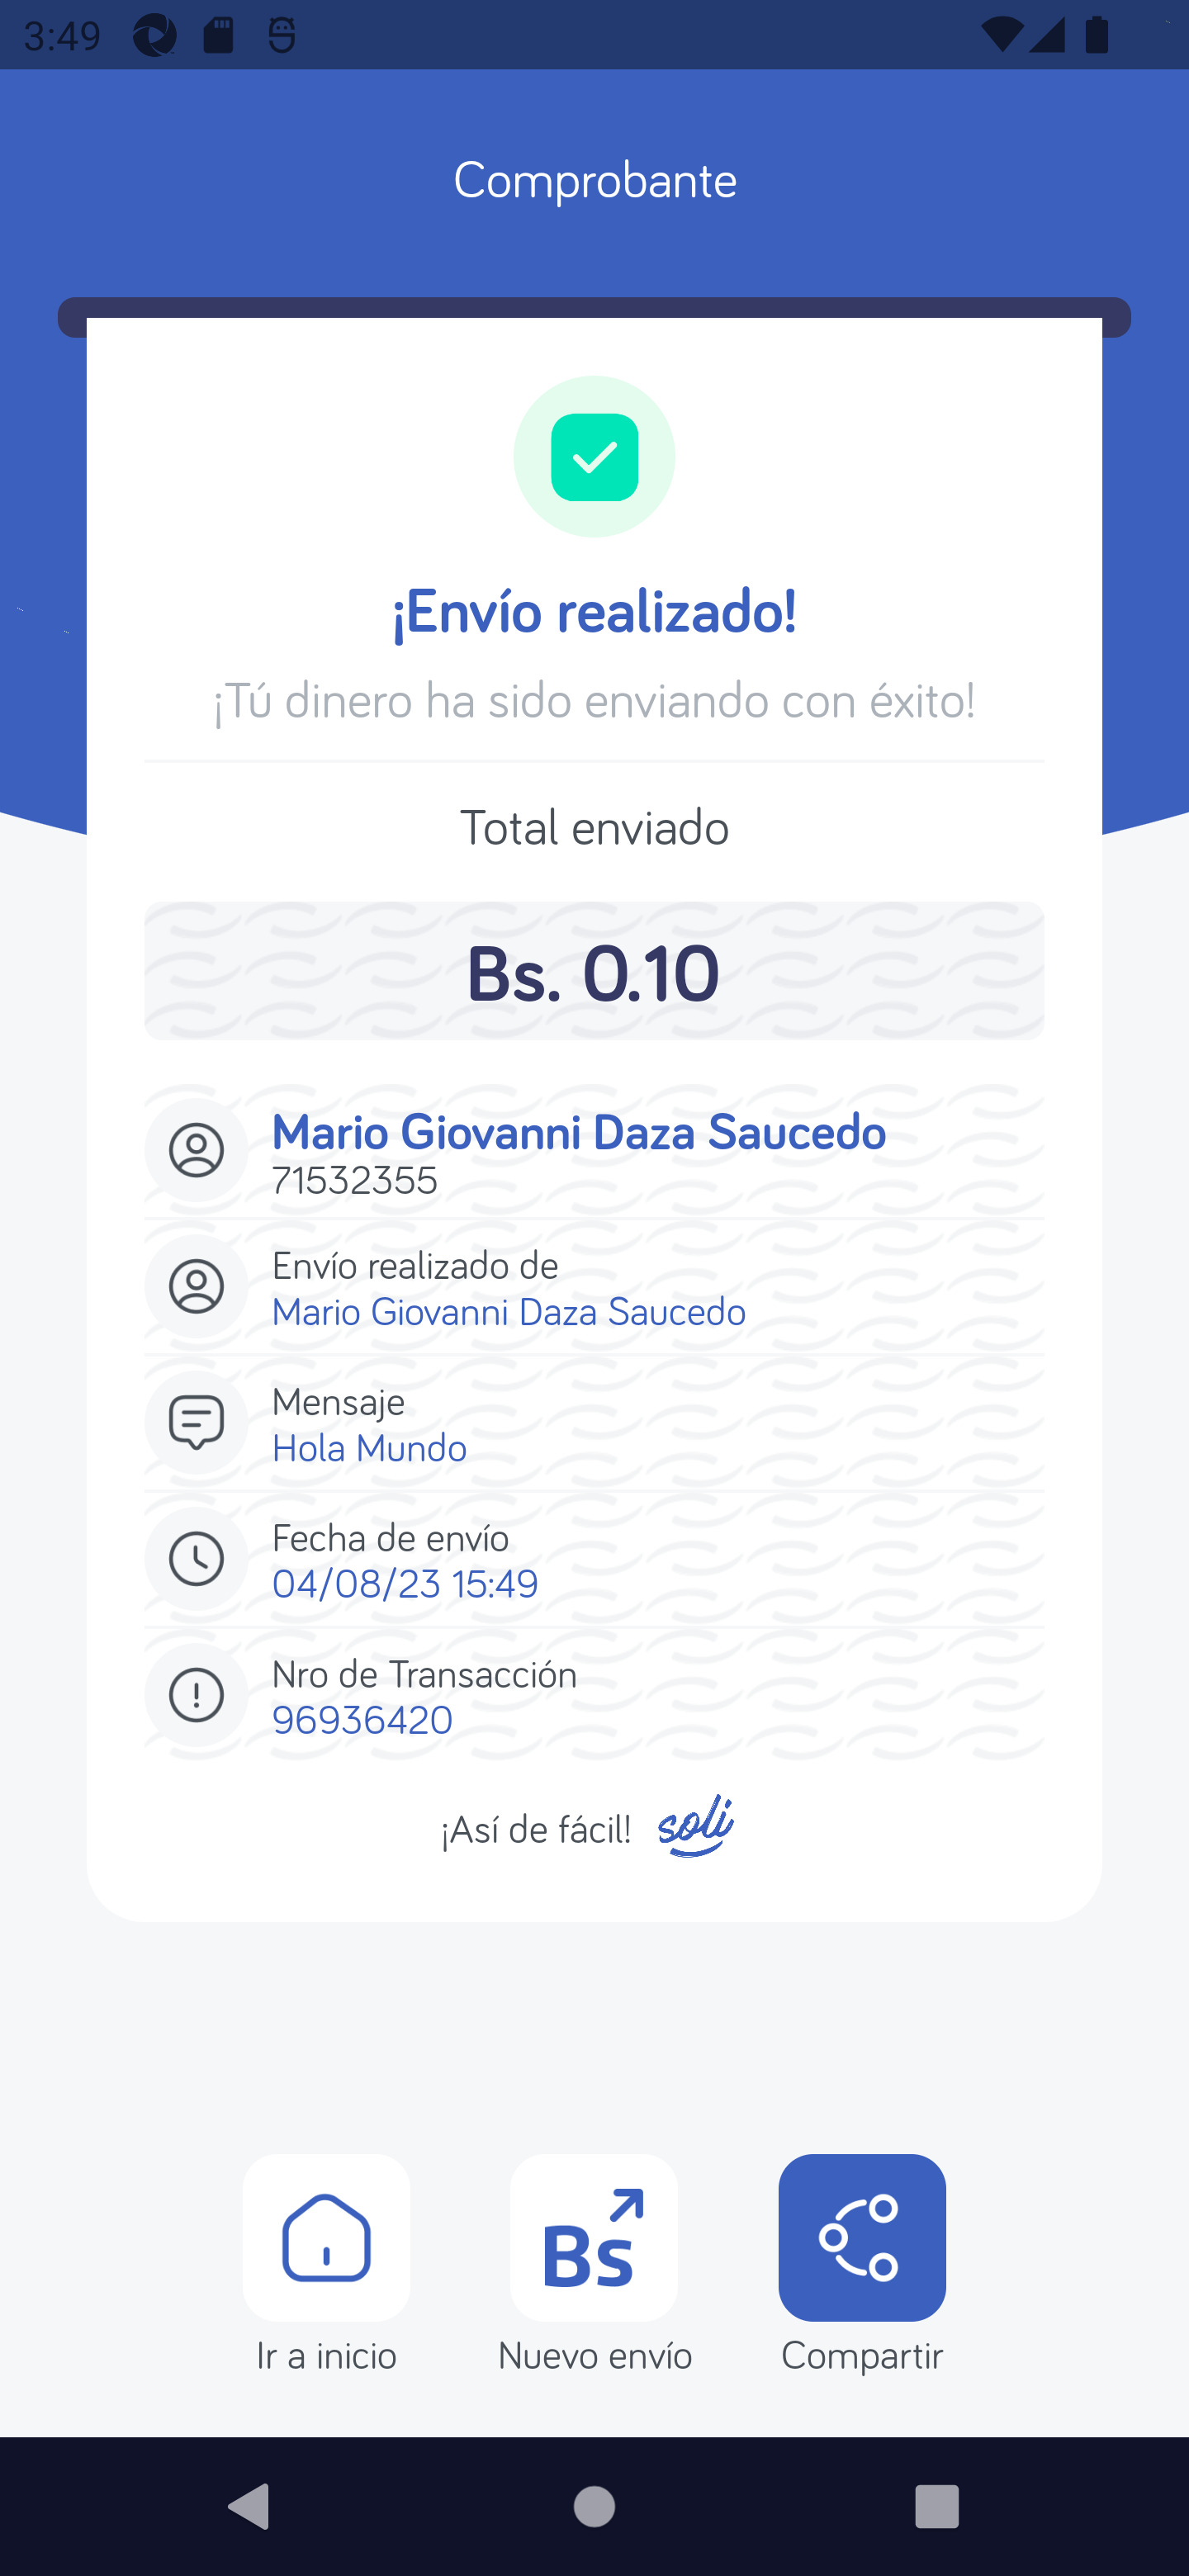 3:49
Comprobante
¡Envío realizado!
¡Tú dinero ha sido enviando con éxito!
Total enviado
Bs. 0.10
Mario Giovanni Daza Saucedo
71532355
Envío realizado de
Mario Giovanni Daza Saucedo
Mensaje
Hola Mundo
Fecha de envío
04/08/23 15:49
Nro de Transacción
96936420
¡Así de fácil! soli
Bs
Ir a inicio Nuevo envío Compartir